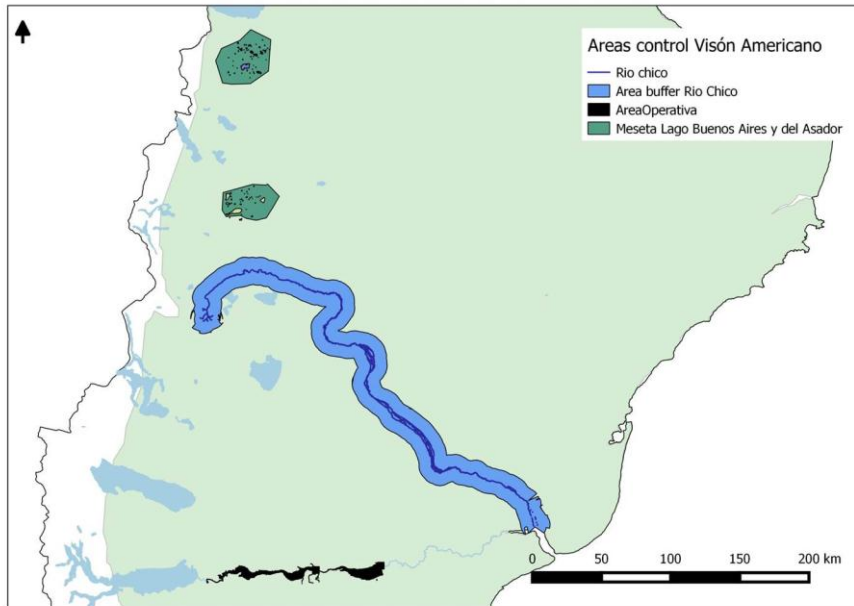 Areas control Visón Americano
Rio chico
Area buffer Rio Chico
AreaOperativa
Meseta Lago Buenos Aires y del Asador
0 50 100 150 200 km